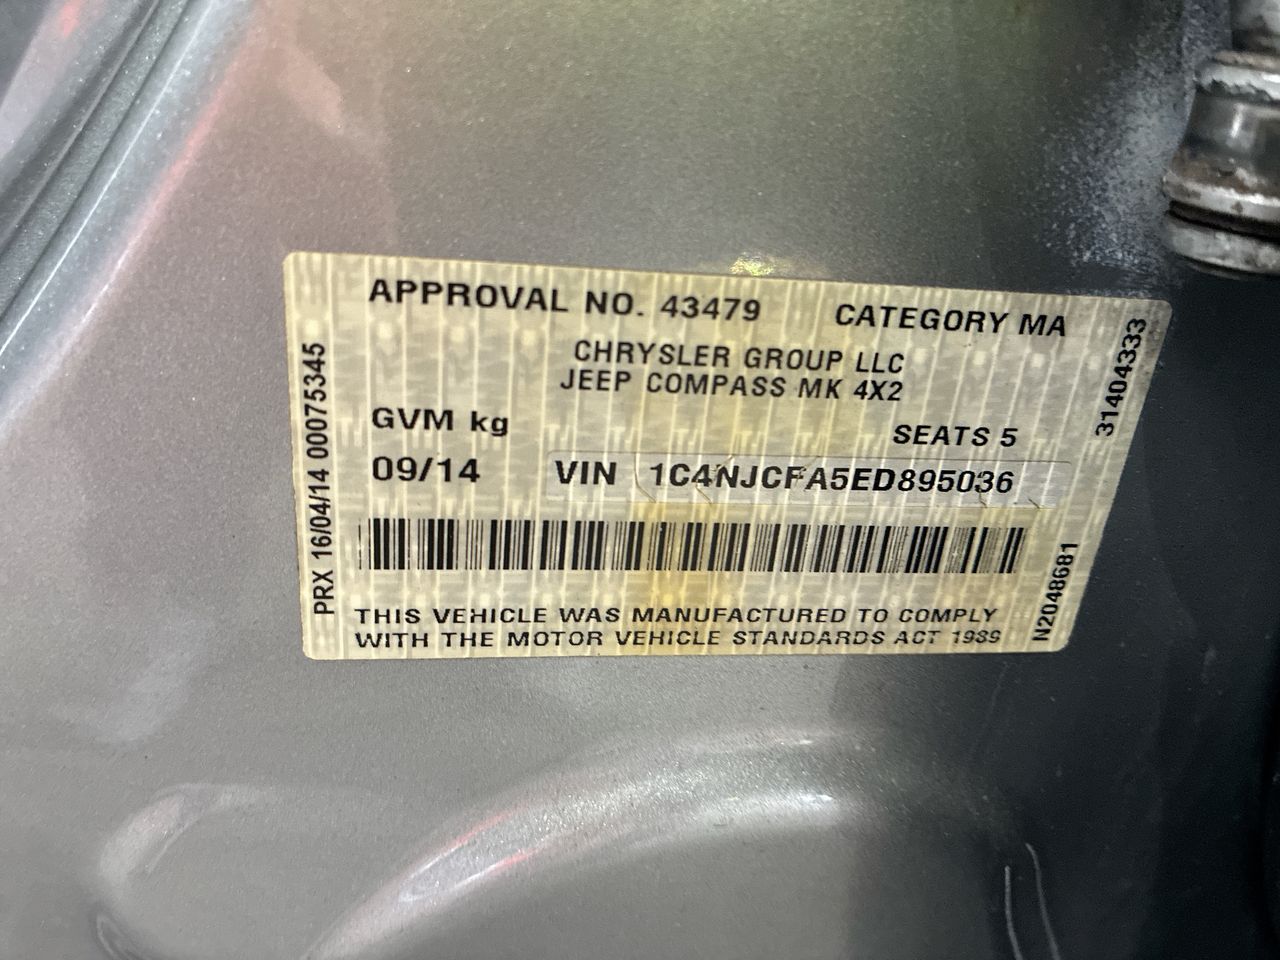 APPROVAL NO. 43479 CATEGORY MA
CHRYSLER GROUP LLC
JEEP COMPASS MK 4X2
GVM kg SEATS 5
09/14 VIN 1C4NJCFA5ED895036
THIS VEHICLE WAS MANUFACTURED TO COMPLY
WITH THE MOTOR VEHICLE STANDARDS ACT 1989
PRX 16/04/14 00075345
31404333
N2048681